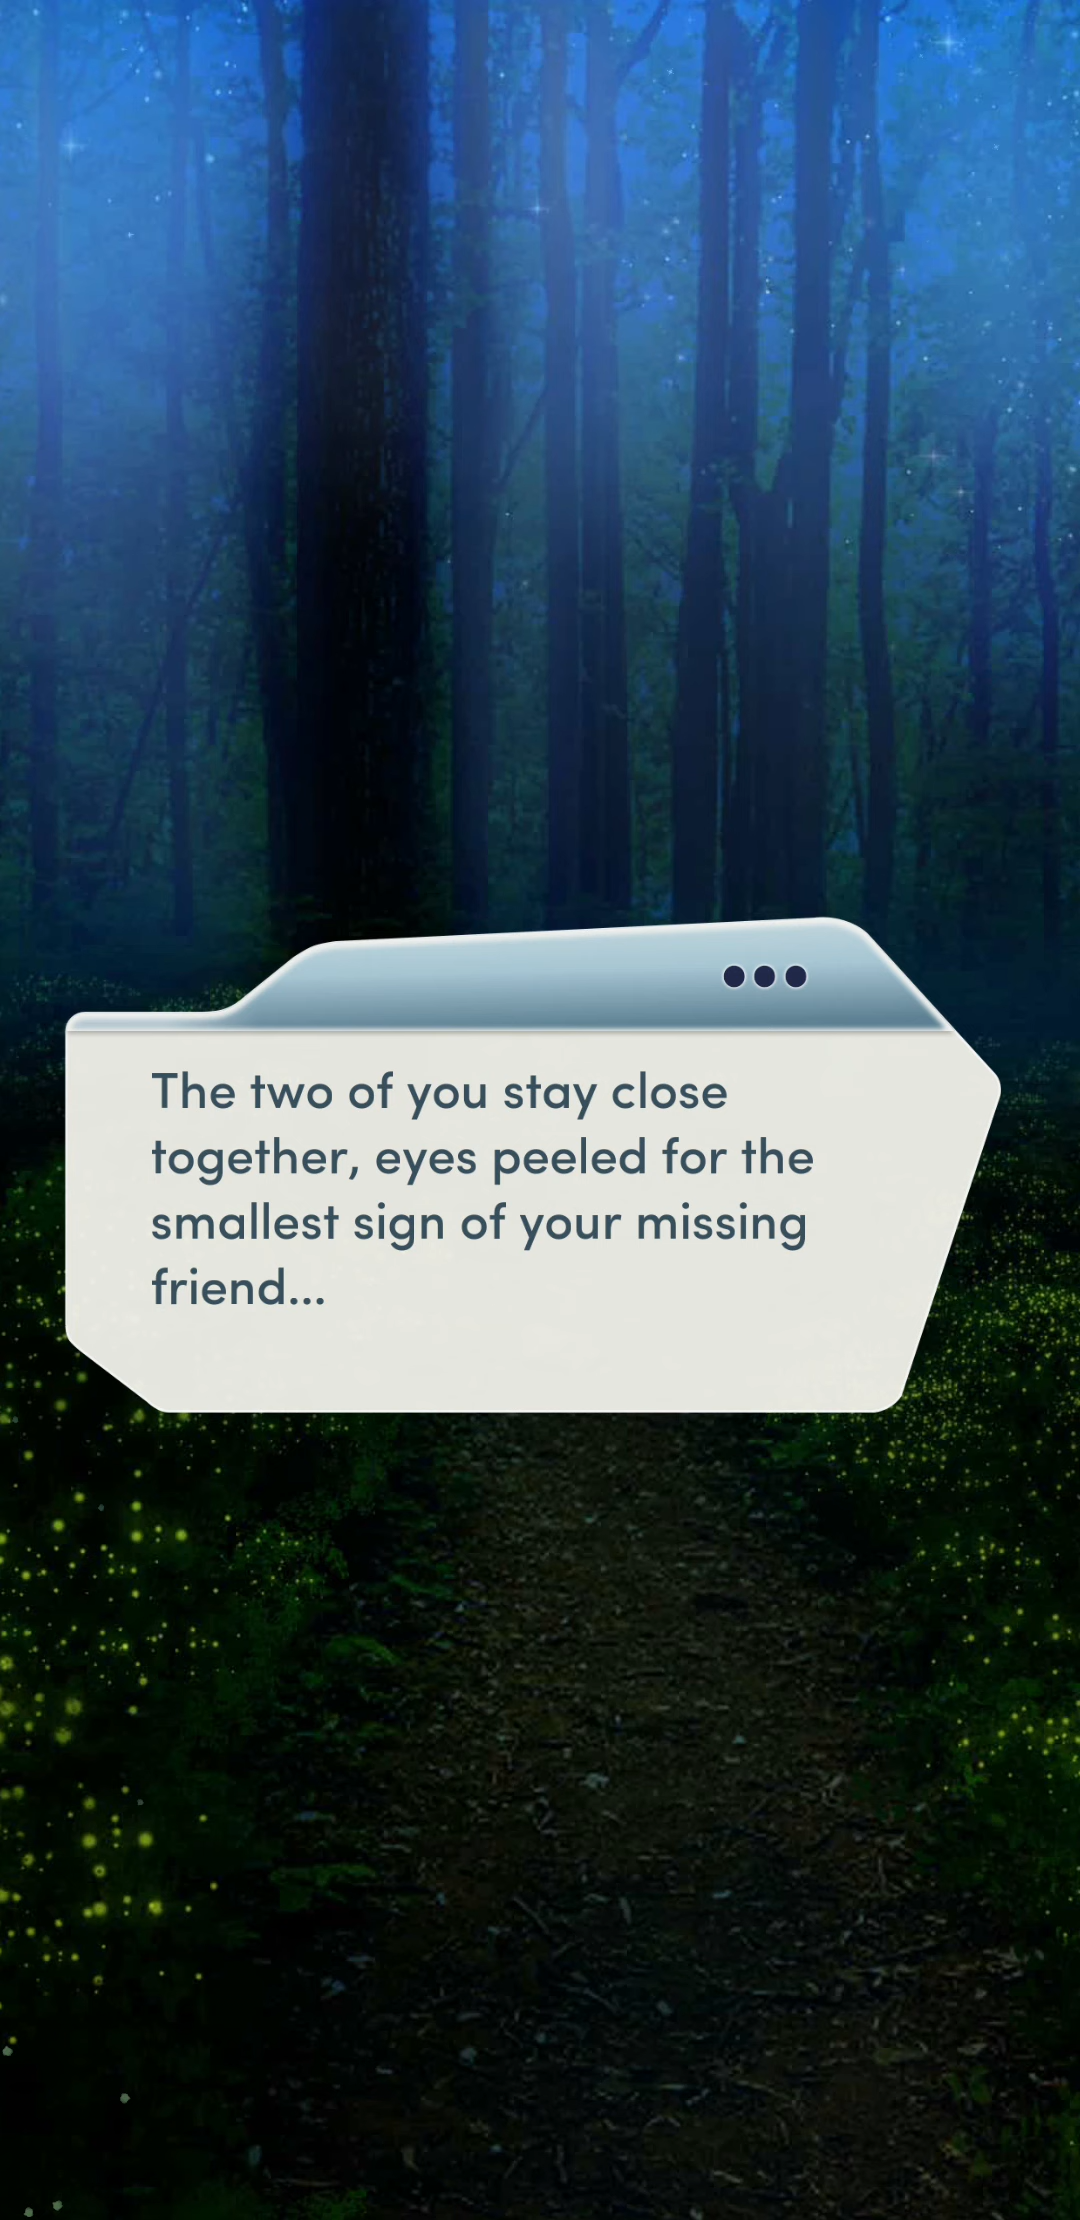 The two of you stay close
together, eyes peeled for the
smallest sign of your missing
friend...